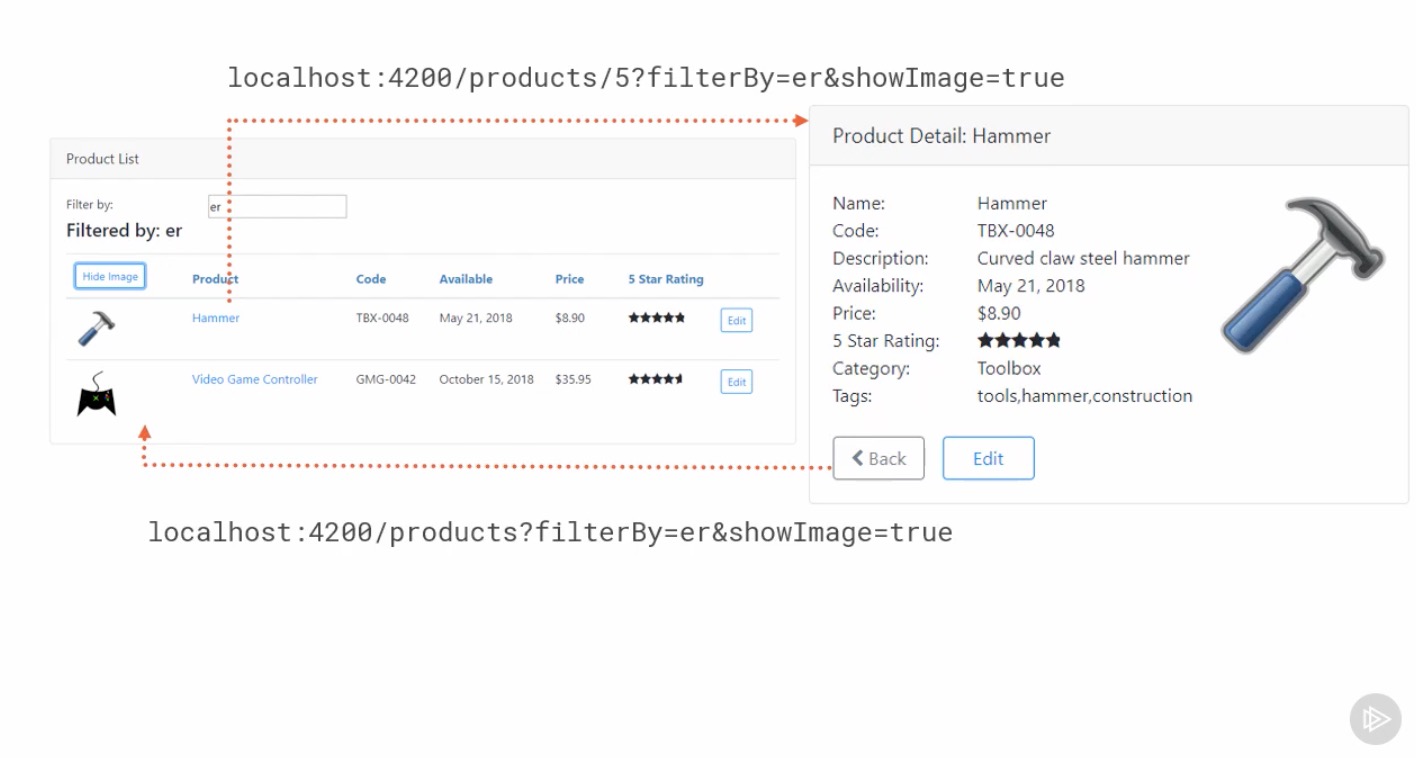 localhost:4200/products/5?filterBy=er&showImage=true
Product List
Filter by: er
Filtered by: er
Hide Image Product Code Available Price 5 Star Rating
Hammer TBX-0048 May 21, 2018 $8.90 Edit
Video Game Controller GMG-0042 October 15, 2018 $35.95 Edit
Product Detail: Hammer
Name: Hammer
Code: TBX-0048
Description: Curved claw steel hammer
Availability: May 21, 2018
Price: $8.90
5 Star Rating:
Category: Toolbox
Tags: tools,hammer,construction
Back Edit
localhost:4200/products?filterBy=er&showImage=true